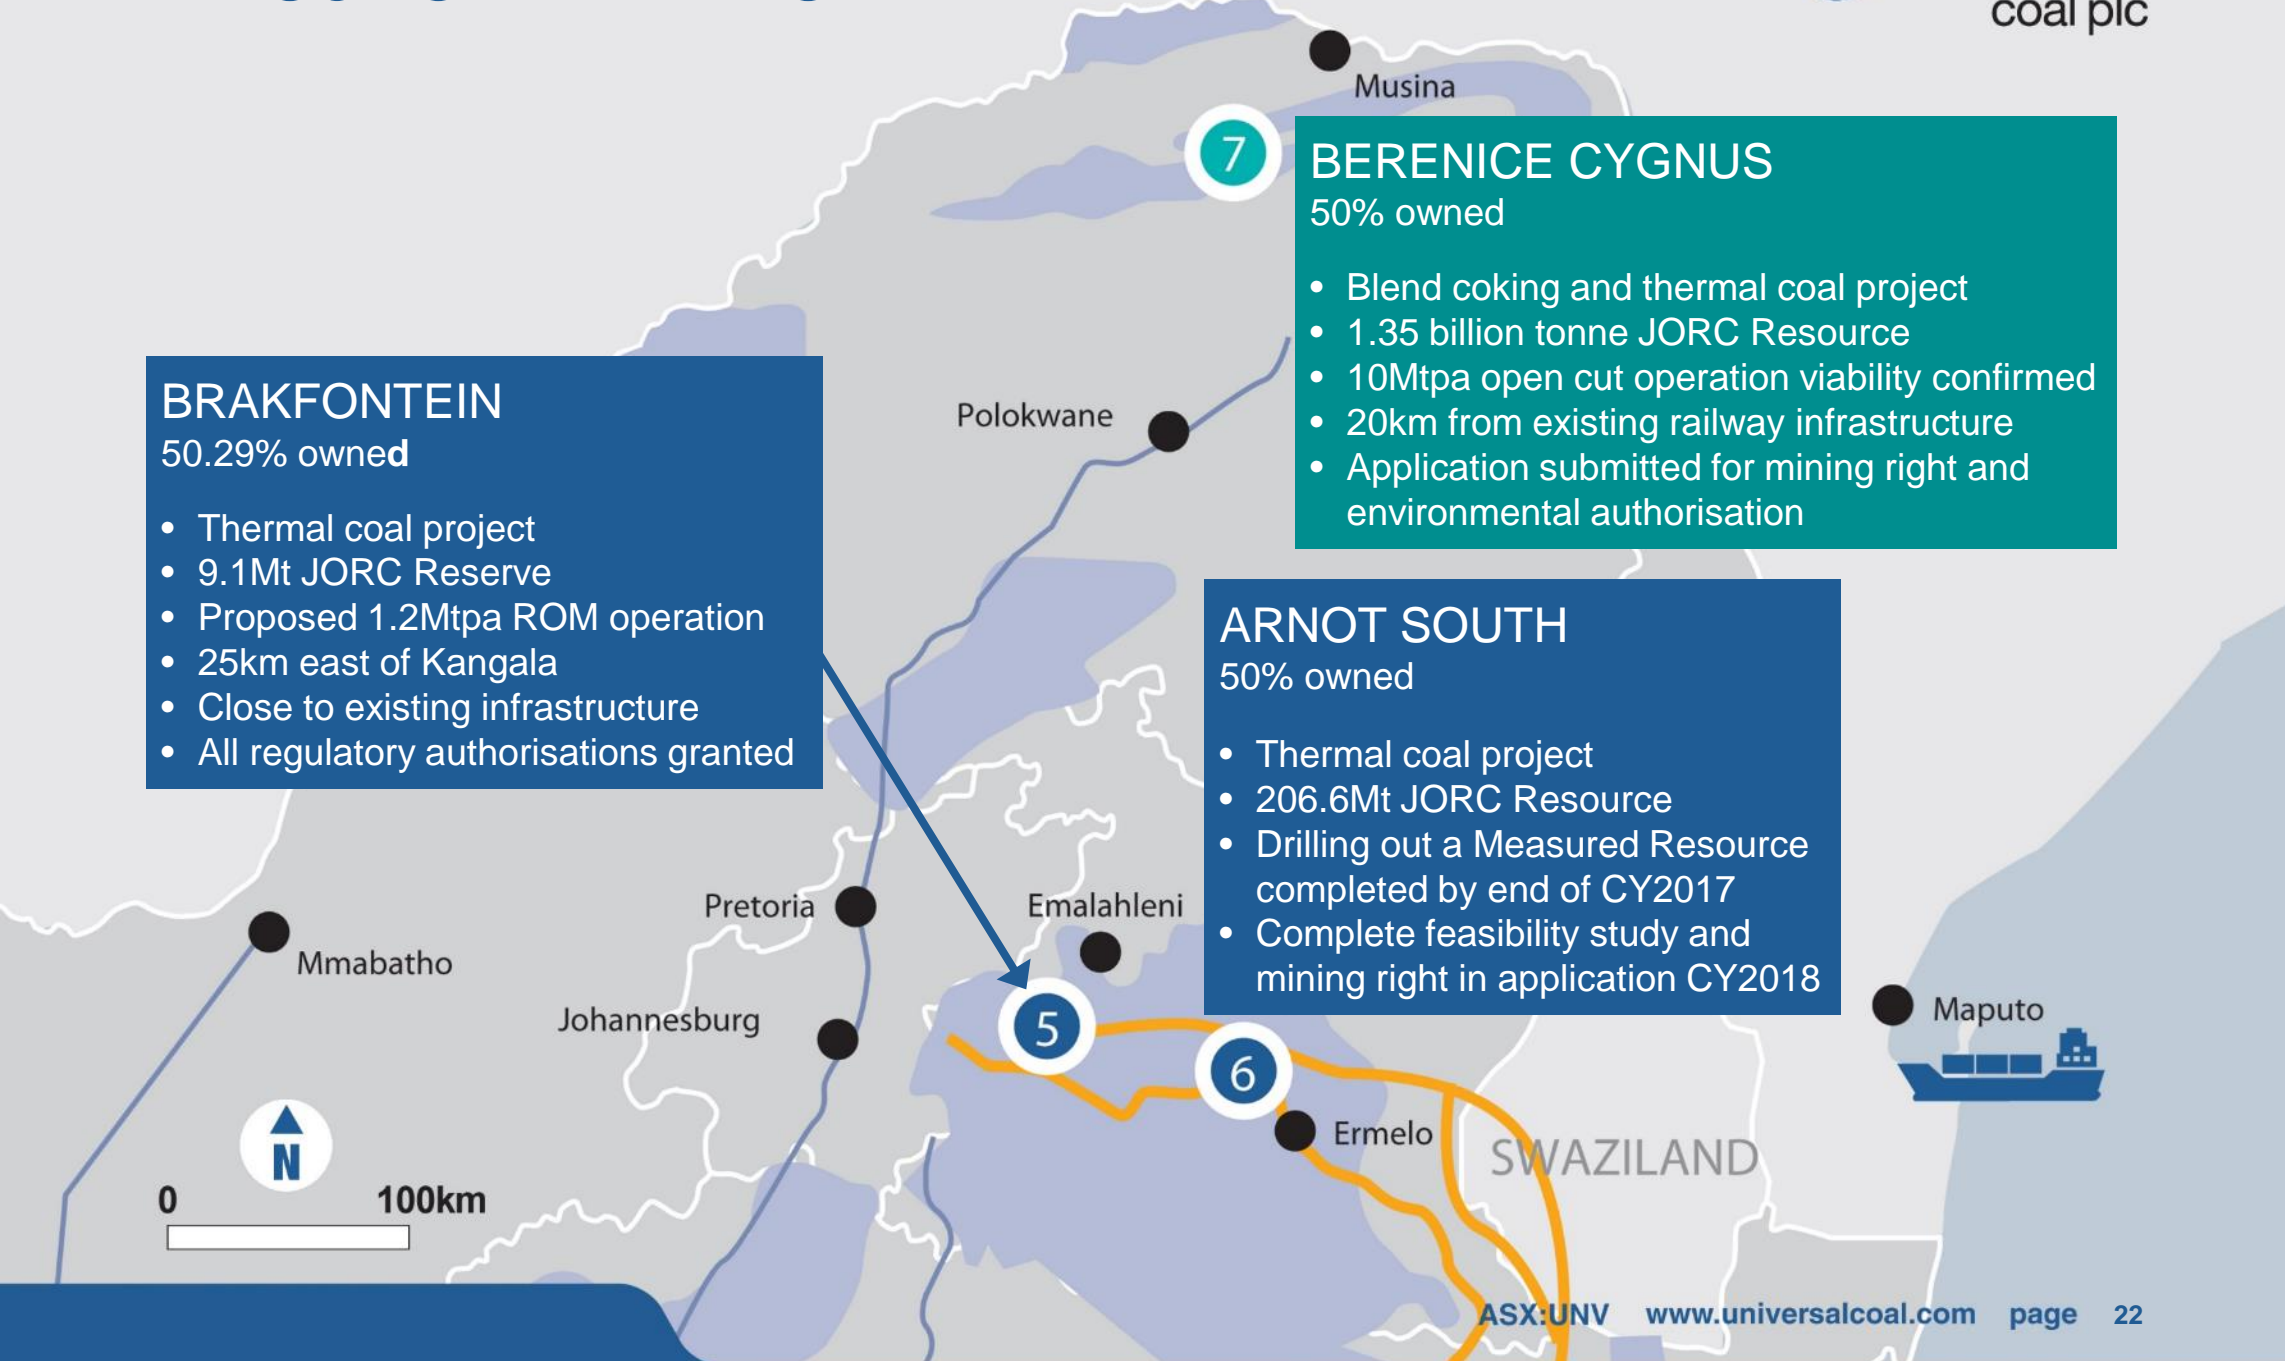 coal plc
Musina
7
BERENICE CYGNUS
50% owned
• Blend coking and thermal coal project
• 1.35 billion tonne JORC Resource
• 10Mtpa open cut operation viability confirmed
• 20km from existing railway infrastructure
• Application submitted for mining right and
environmental authorisation
BRAKFONTEIN
50.29% owned
• Thermal coal project
• 9.1Mt JORC Reserve
• Proposed 1.2Mtpa ROM operation
• 25km east of Kangala
• Close to existing infrastructure
• All regulatory authorisations granted
Polokwane
ARNOT SOUTH
50% owned
• Thermal coal project
• 206.6Mt JORC Resource
• Drilling out a Measured Resource
completed by end of CY2017
• Complete feasibility study and
mining right in application CY2018
Pretoria
Emalahleni
Mmabatho
Johannesburg
5
6
Maputo
Ermelo
SWAZILAND
N
0 100km
ASX:UNV www.universalcoal.com page 22